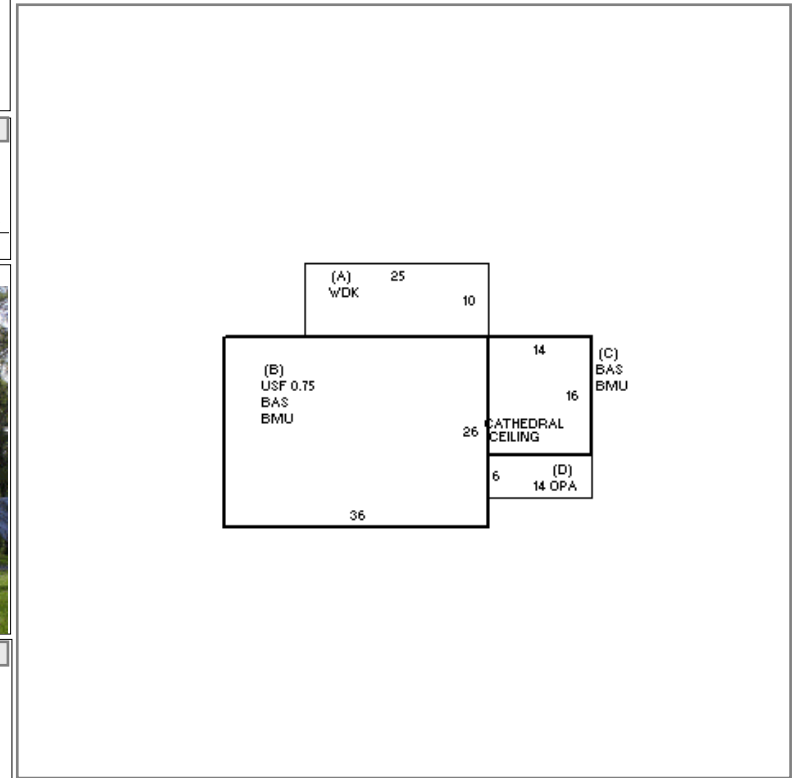 (A)
25
WDK
10
(B)
USF 0.75
BAS
BMU
26
36
14
16
CATHEDRAL
CEILING
(C)
BAS
BMU
6
(D)
14 OPA